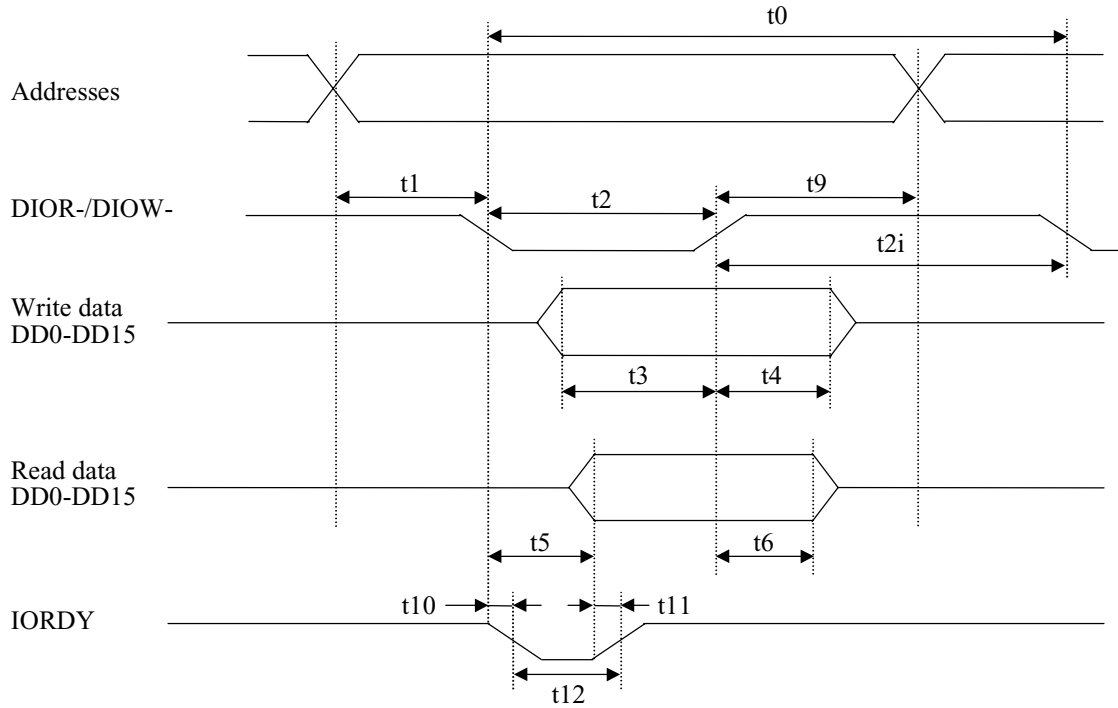 t0
Addresses
t1
t9
DIOR-/DIOW-
t2
t2i
Write data
DD0-DD15
t3
t4
Read data
DD0-DD15
t5
t6
t10
t11
IORDY
t12